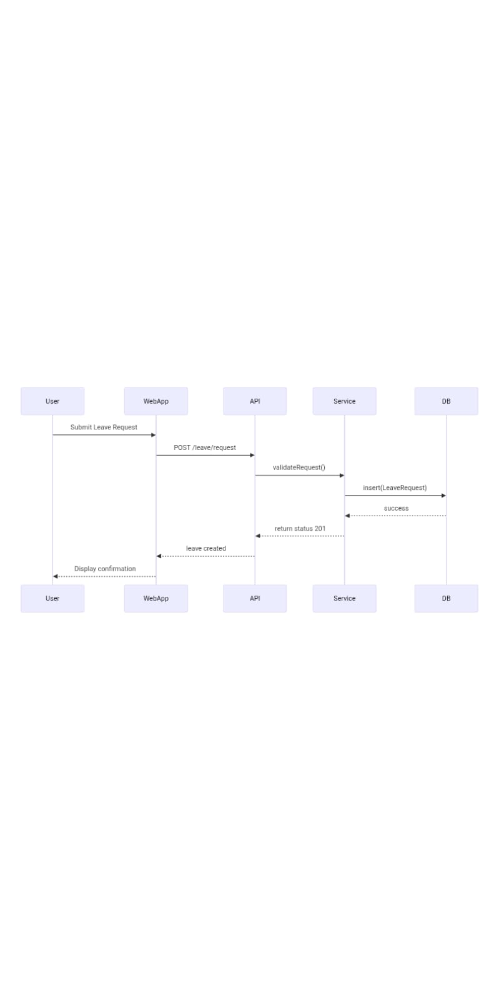 User
WebApp
API
Service
DB
Submit Leave Request
POST /leave/request
validateRequest()
insert(LeaveRequest)
success
return status 201
leave created
Display confirmation
User
WebApp
API
Service
DB